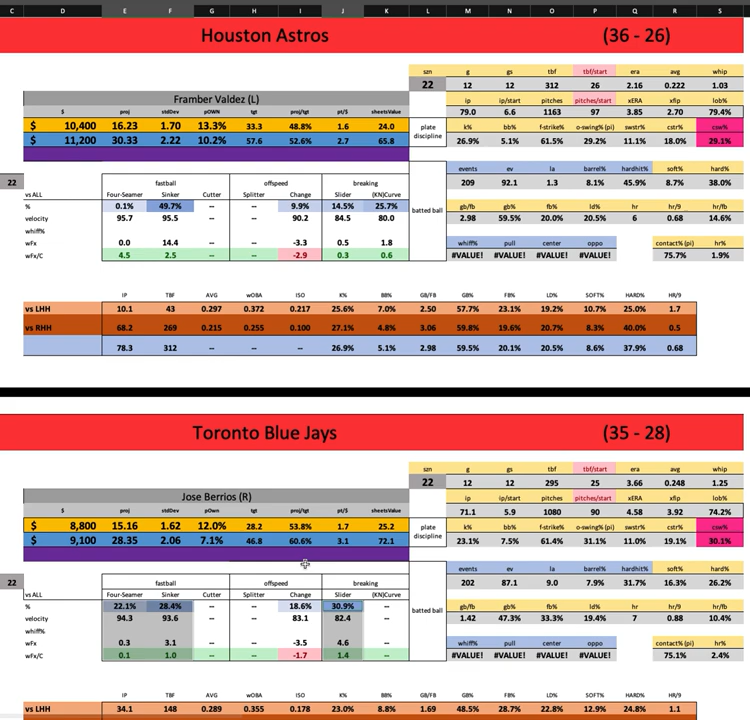 C D E F G H I J K L M N O P Q R S
Houston Astros (36 - 26)
szn g gs tbf tbf/start era avg whip
22 12 12 312 26 2.16 0.222 1.03
Framber Valdez (L) ip ip/start pitches pitches/start xERA xfip lob%
$ proj stdDev pOWN tgt proj/tgt pt/$ sheetsValue 79.0 6.6 1163 97 3.85 2.70 79.4%
$ 10,400 16.23 1.70 13.3% 33.3 48.8% 1.6 24.0 plate discipline k% bb% f-strike% o-swing% (pi) swstr% cstr% csw%
$ 11,200 30.33 2.22 10.2% 57.6 52.6% 2.7 65.8 26.9% 5.1% 61.5% 29.2% 11.1% 18.0% 29.1%
events ev la barrel% hardhit% soft% hard%
22 fastball offspeed breaking 209 92.1 1.3 8.1% 45.9% 8.7% 38.0%
vs ALL Four-Seamer Sinker Cutter Splitter Change Slider (KN)Curve
% 0.1% 49.7% -- -- 9.9% 14.5% 25.7% batted ball gb/fb gb% fb% ld% hr hr/9 hr/fb
velocity 95.7 95.5 -- -- 90.2 84.5 80.0 2.98 59.5% 20.0% 20.5% 6 0.68 14.6%
whiff%
wFx 0.0 14.4 -- -- -3.3 0.5 1.8 whiff% pull center oppo contact% (pi) hr%
wFx/C 4.5 2.5 -- -- -2.9 0.3 0.6 #VALUE! #VALUE! #VALUE! #VALUE! 75.7% 1.9%
IP TBF AVG wOBA ISO K% BB% GB/FB GB% FB% LD% SOFT% HARD% HR/9
vs LHH 10.1 43 0.297 0.372 0.217 25.6% 7.0% 2.50 57.7% 23.1% 19.2% 10.7% 25.0% 1.7
vs RHH 68.2 269 0.215 0.255 0.100 27.1% 4.8% 3.06 59.8% 19.6% 20.7% 8.3% 40.0% 0.5
78.3 312 -- -- -- 26.9% 5.1% 2.98 59.5% 20.1% 20.5% 8.6% 37.9% 0.68
Toronto Blue Jays (35 - 28)
szn g gs tbf tbf/start era avg whip
22 12 12 295 25 3.66 0.248 1.25
Jose Berrios (R) ip ip/start pitches pitches/start xERA xfip lob%
$ proj stdDev pOwn tgt proj/tgt pt/$ sheetsValue 71.1 5.9 1080 90 4.58 3.92 74.2%
$ 8,800 15.16 1.62 12.0% 28.2 53.8% 1.7 25.2 plate discipline k% bb% f-strike% o-swing% (pi) swstr% cstr% csw%
$ 9,100 28.35 2.06 7.1% 46.8 60.6% 3.1 72.1 23.1% 7.5% 61.4% 31.1% 11.0% 19.1% 30.1%
events ev la barrel% hardhit% soft% hard%
22 fastball offspeed breaking 202 87.1 9.0 7.9% 31.7% 16.3% 26.2%
vs ALL Four-Seamer Sinker Cutter Splitter Change Slider (KN)Curve
% 22.1% 28.4% -- -- 18.6% 30.9% -- batted ball gb/fb gb% fb% ld% hr hr/9 hr/fb
velocity 94.3 93.6 -- -- 83.1 82.4 -- 1.42 47.3% 33.3% 19.4% 7 0.88 10.4%
whiff%
wFx 0.3 3.1 -- -- -3.5 4.6 -- whiff% pull center oppo contact% (pi) hr%
wFx/C 0.1 1.0 -- -- -1.7 1.4 -- #VALUE! #VALUE! #VALUE! #VALUE! 75.1% 2.4%
IP TBF AVG wOBA ISO K% BB% GB/FB GB% FB% LD% SOFT% HARD% HR/9
vs LHH 34.1 148 0.289 0.355 0.178 23.0% 8.8% 1.69 48.5% 28.7% 22.8% 12.9% 24.8% 1.1